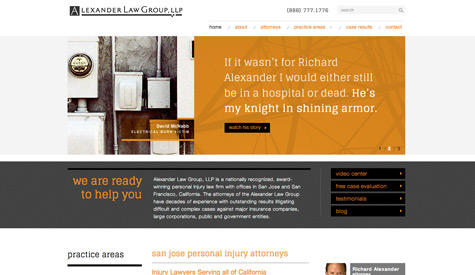 ALEXANDER LAW GROUP, LLP
(888) 777.1776
search
home / about / attorneys / practice areas / case results / contact
If it wasn't for Richard
Alexander I would either still
be in a hospital or dead. He's
my knight in shining armor.
David McNabb
ELECTRICAL BURN VICTIM
watch his story
1 2 3
we are ready
to help you
Alexander Law Group, LLP is a nationally recognized, award-
winning personal injury law firm with offices in San Jose and San
Francisco, California. The attorneys of the Alexander Law Group
have decades of experience with outstanding results litigating
difficult and complex cases against major insurance companies,
large corporations, public and government entities.
video center
free case evaluation
testimonials
blog
practice areas
san jose personal injury attorneys
Injury Lawyers Serving all of California
Richard Alexander
attorney